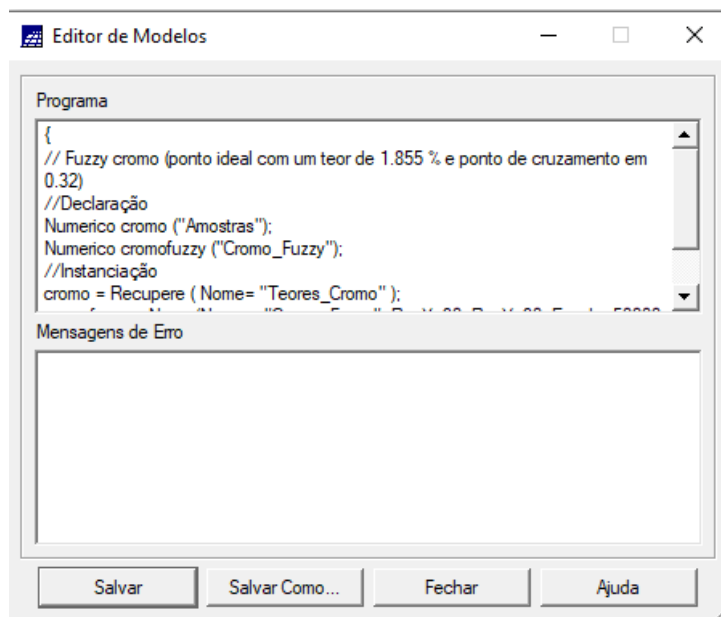 Editor de Modelos
Programa
{
// Fuzzy cromo (ponto ideal com um teor de 1.855 % e ponto de cruzamento em
0.32)
//Declaração
Numerico cromo ("Amostras");
Numerico cromofuzzy ("Cromo_Fuzzy");
//Instanciação
cromo = Recupere ( Nome= "Teores_Cromo" );
Mensagens de Erro
Salvar
Salvar Como...
Fechar
Ajuda